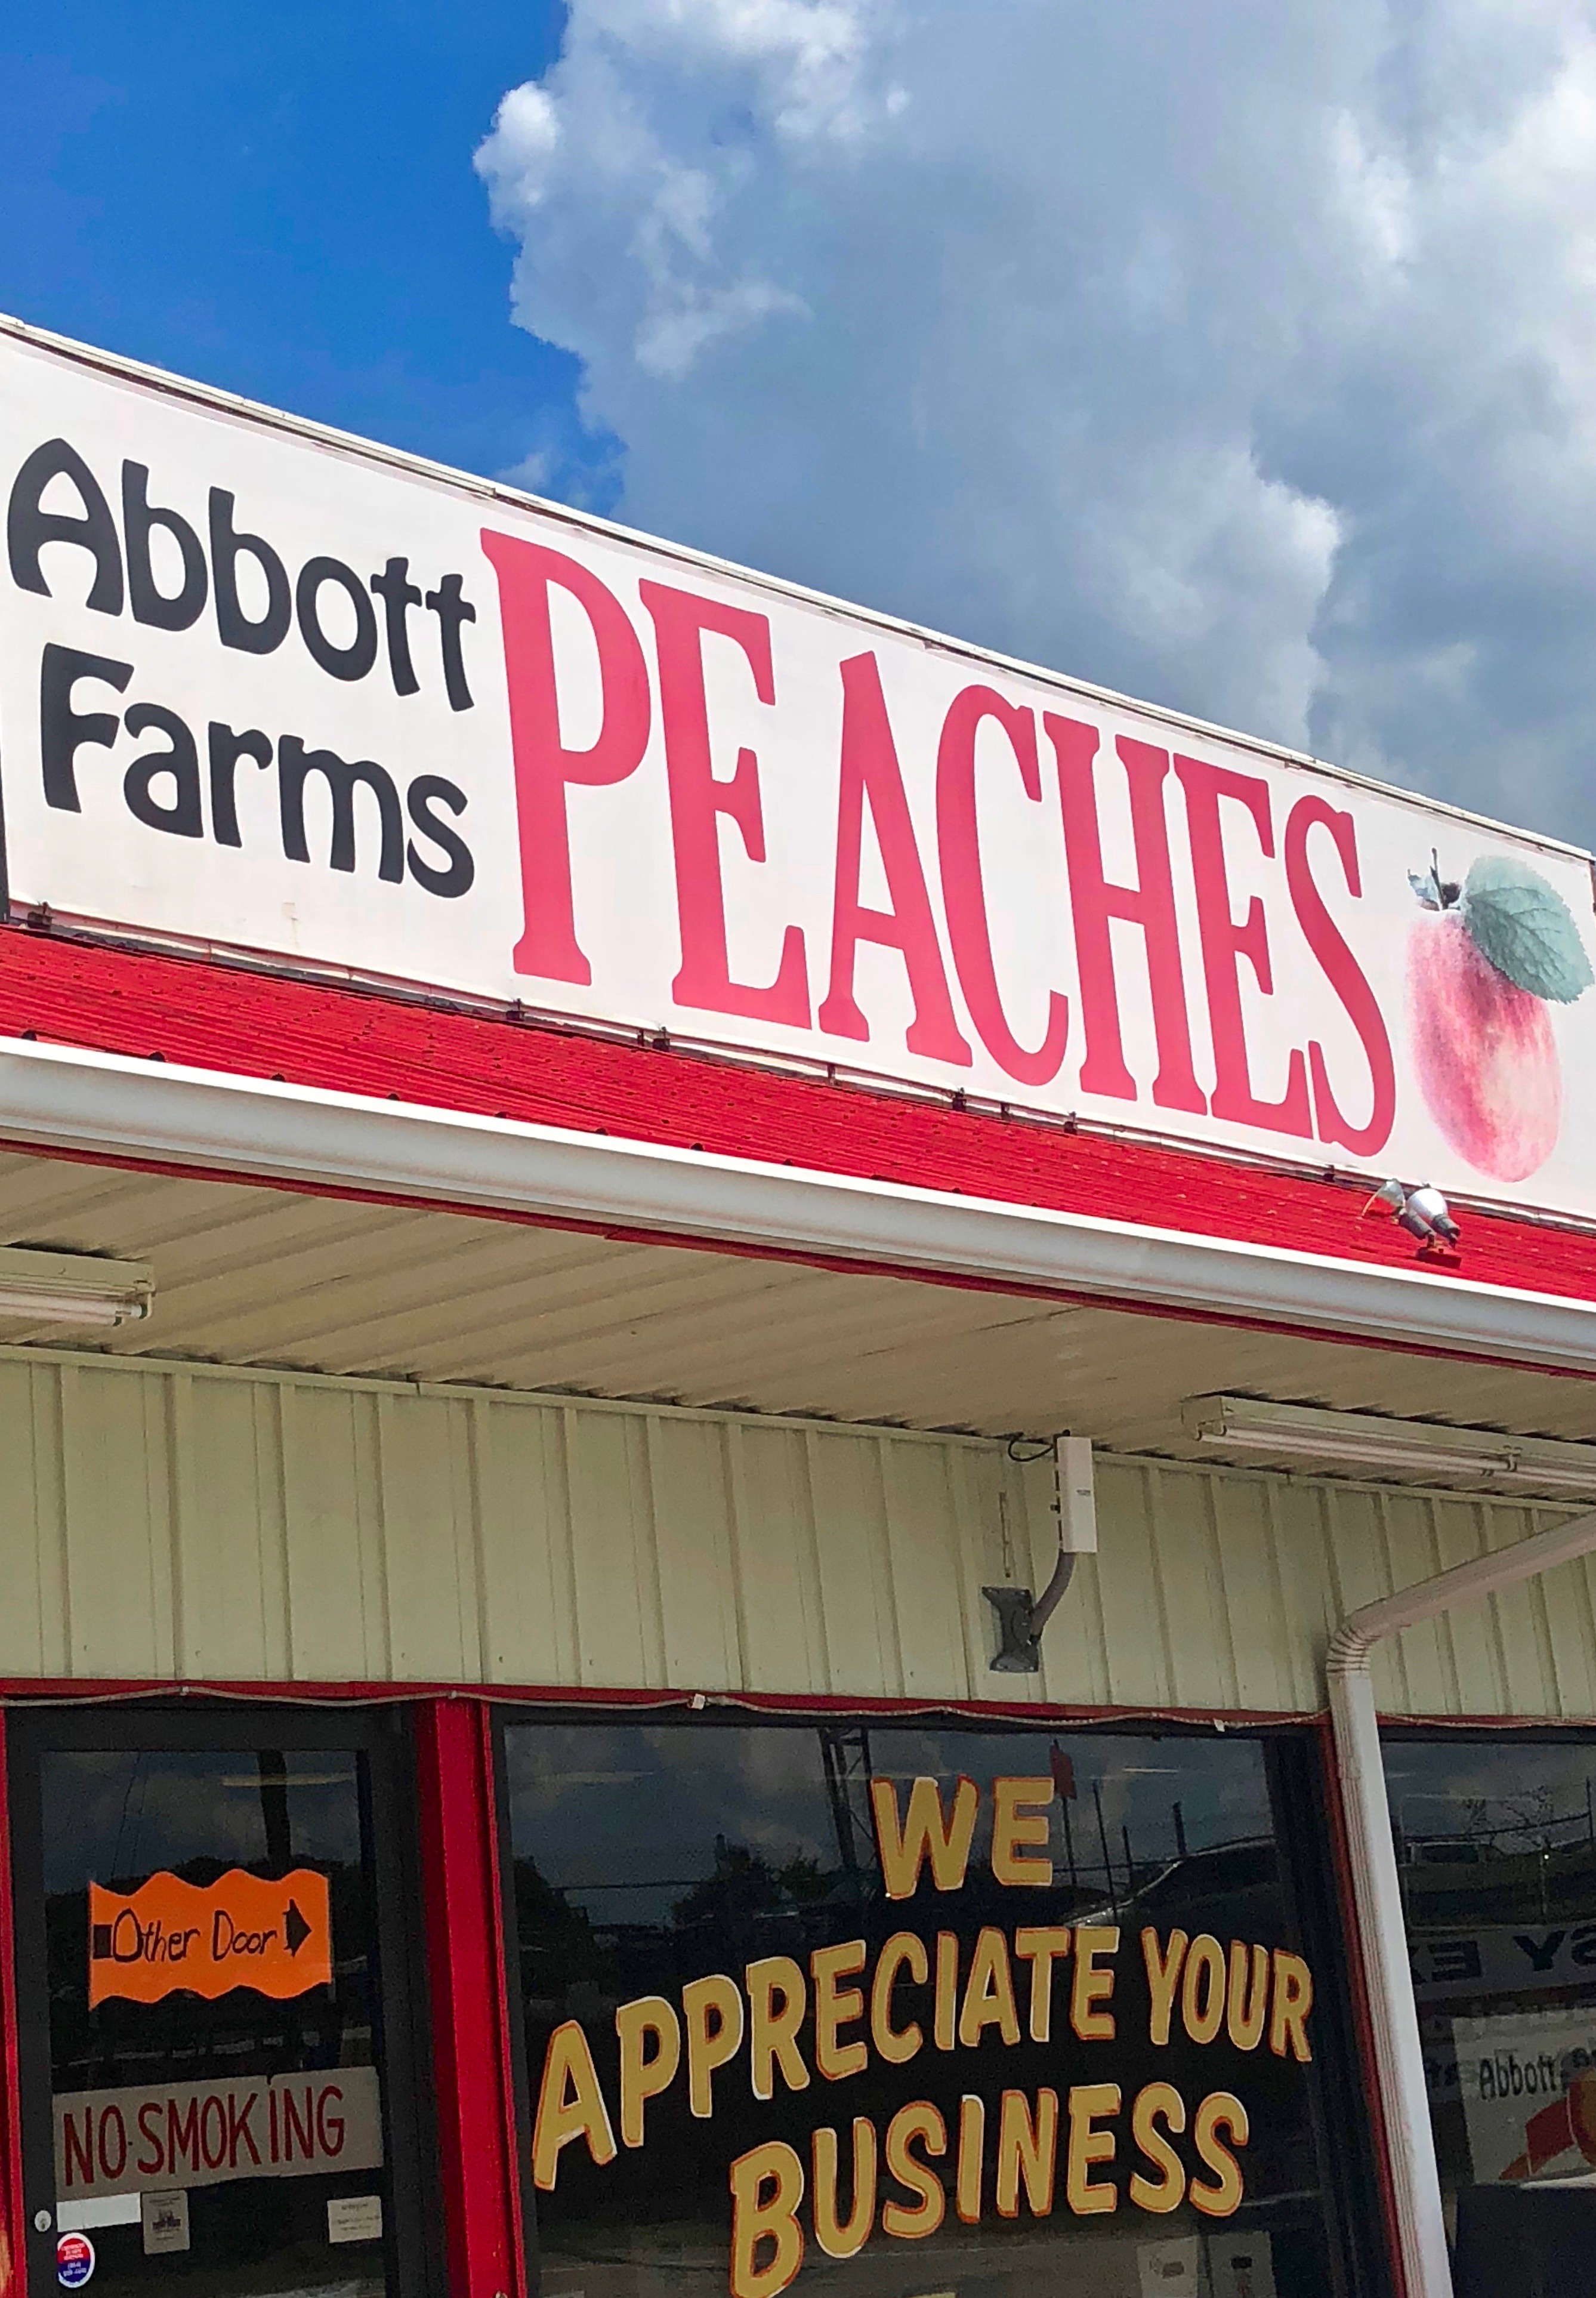 Abbott
Farms
PEACHES
Other Door
NO SMOKING
WE
APPRECIATE YOUR
BUSINESS
Abbott